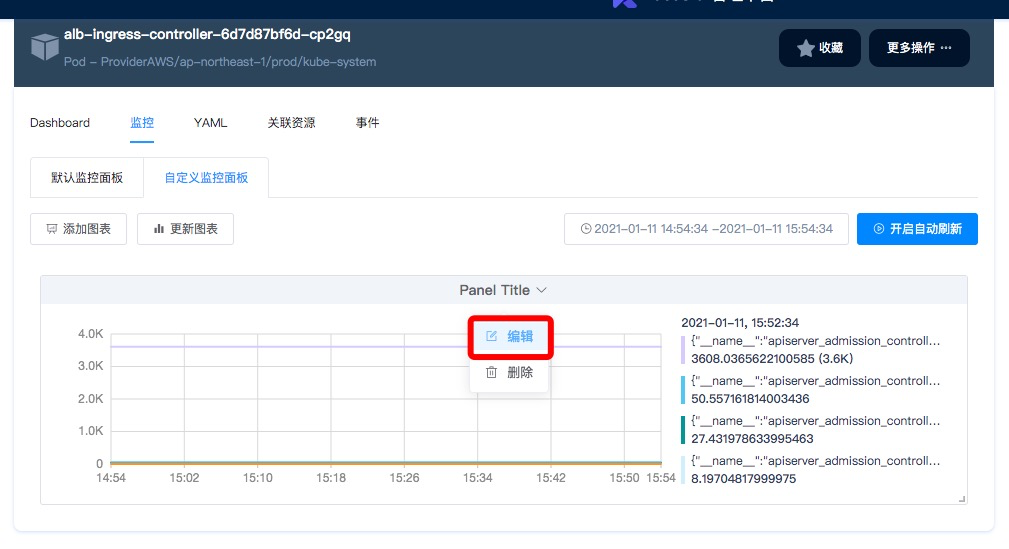 alb-ingress-controller-6d7d87bf6d-cp2gq
收藏
更多操作 ···
Pod - ProviderAWS/ap-northeast-1/prod/kube-system
Dashboard 监控 YAML 关联资源 事件
默认监控面板 自定义监控面板
添加图表 更新图表 2021-01-11 14:54:34 -2021-01-11 15:54:34 开启自动刷新
Panel Title
编辑
删除
4.0K
3.0K
2.0K
1.0K
0
14:54 15:02 15:10 15:18 15:26 15:34 15:42 15:50 15:54
2021-01-11, 15:52:34
{"__name__":"apiserver_admission_controll...
3608.0365622100585 (3.6K)
{"__name__":"apiserver_admission_controll...
50.557161814003436
{"__name__":"apiserver_admission_controll...
27.431978633995463
{"__name__":"apiserver_admission_controll...
8.19704817999975